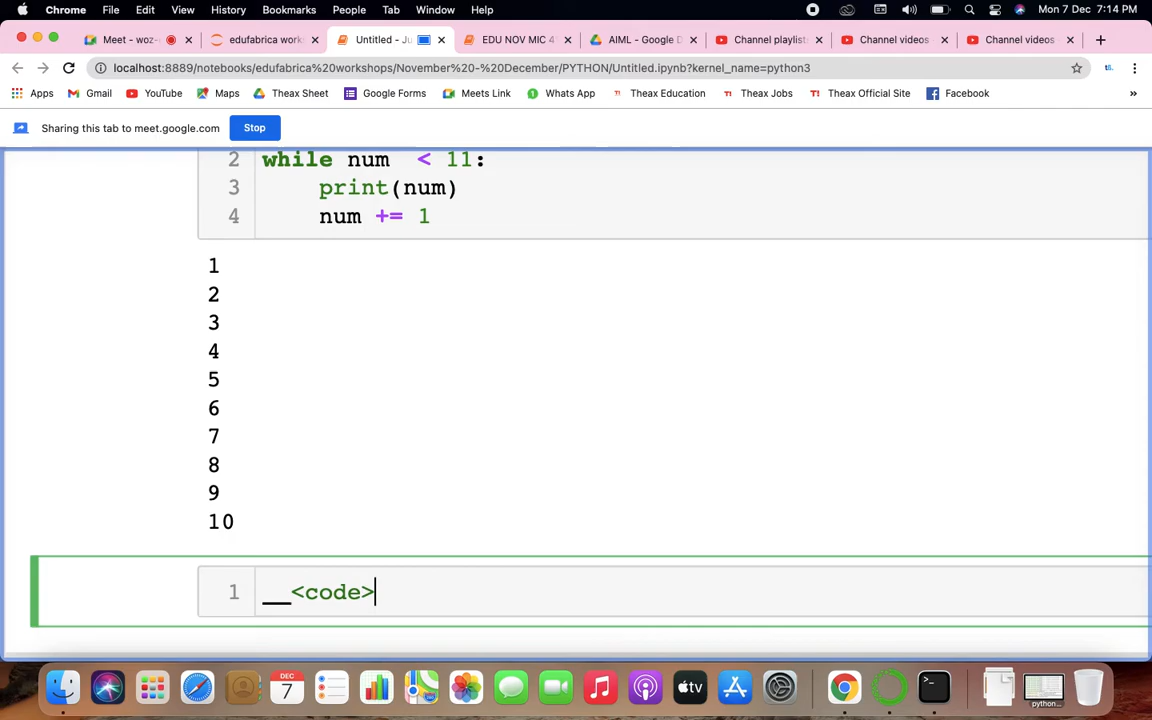 Chrome File Edit View History Bookmarks People Tab Window Help Mon 7 Dec 7:14 PM
Meet - woz- edufabrica work Untitled - Ju EDU NOV MIC 4 AIML - Google D Channel playlist Channel videos Channel videos
localhost:8889/notebooks/edufabrica%20workshops/November%20-%20December/PYTHON/Untitled.ipynb?kernel_name=python3
Apps Gmail YouTube Maps Theax Sheet Google Forms Meets Link Whats App Theax Education Theax Jobs Theax Official Site Facebook »
Sharing this tab to meet.google.com Stop
2 while num < 11:
3 print(num)
4 num += 1
1
2
3
4
5
6
7
8
9
10
1 __<code>
DEC
7
tv
python...